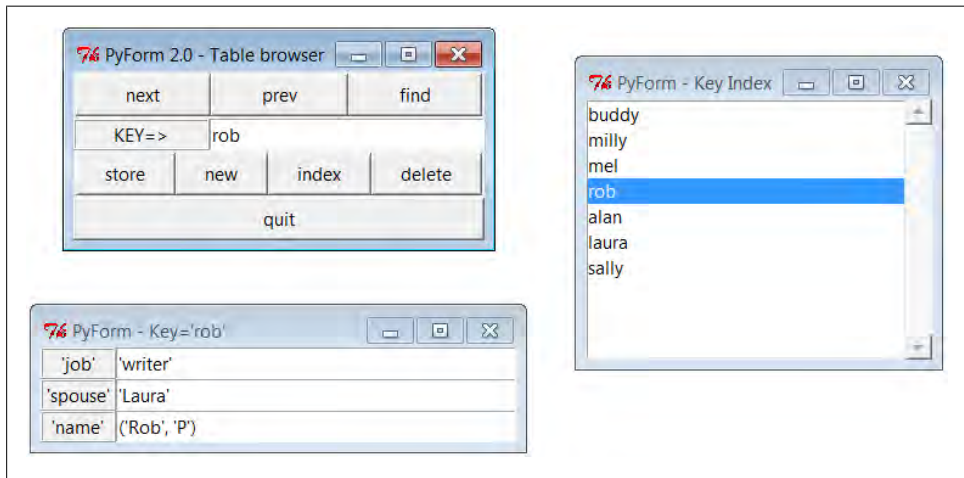 PyForm 2.0 - Table browser
next prev find
KEY=> rob
store new index delete
quit
PyForm - Key Index
buddy
milly
mel
rob
alan
laura
sally
PyForm - Key='rob'
'job' 'writer'
'spouse' 'Laura'
'name' ('Rob', 'P')